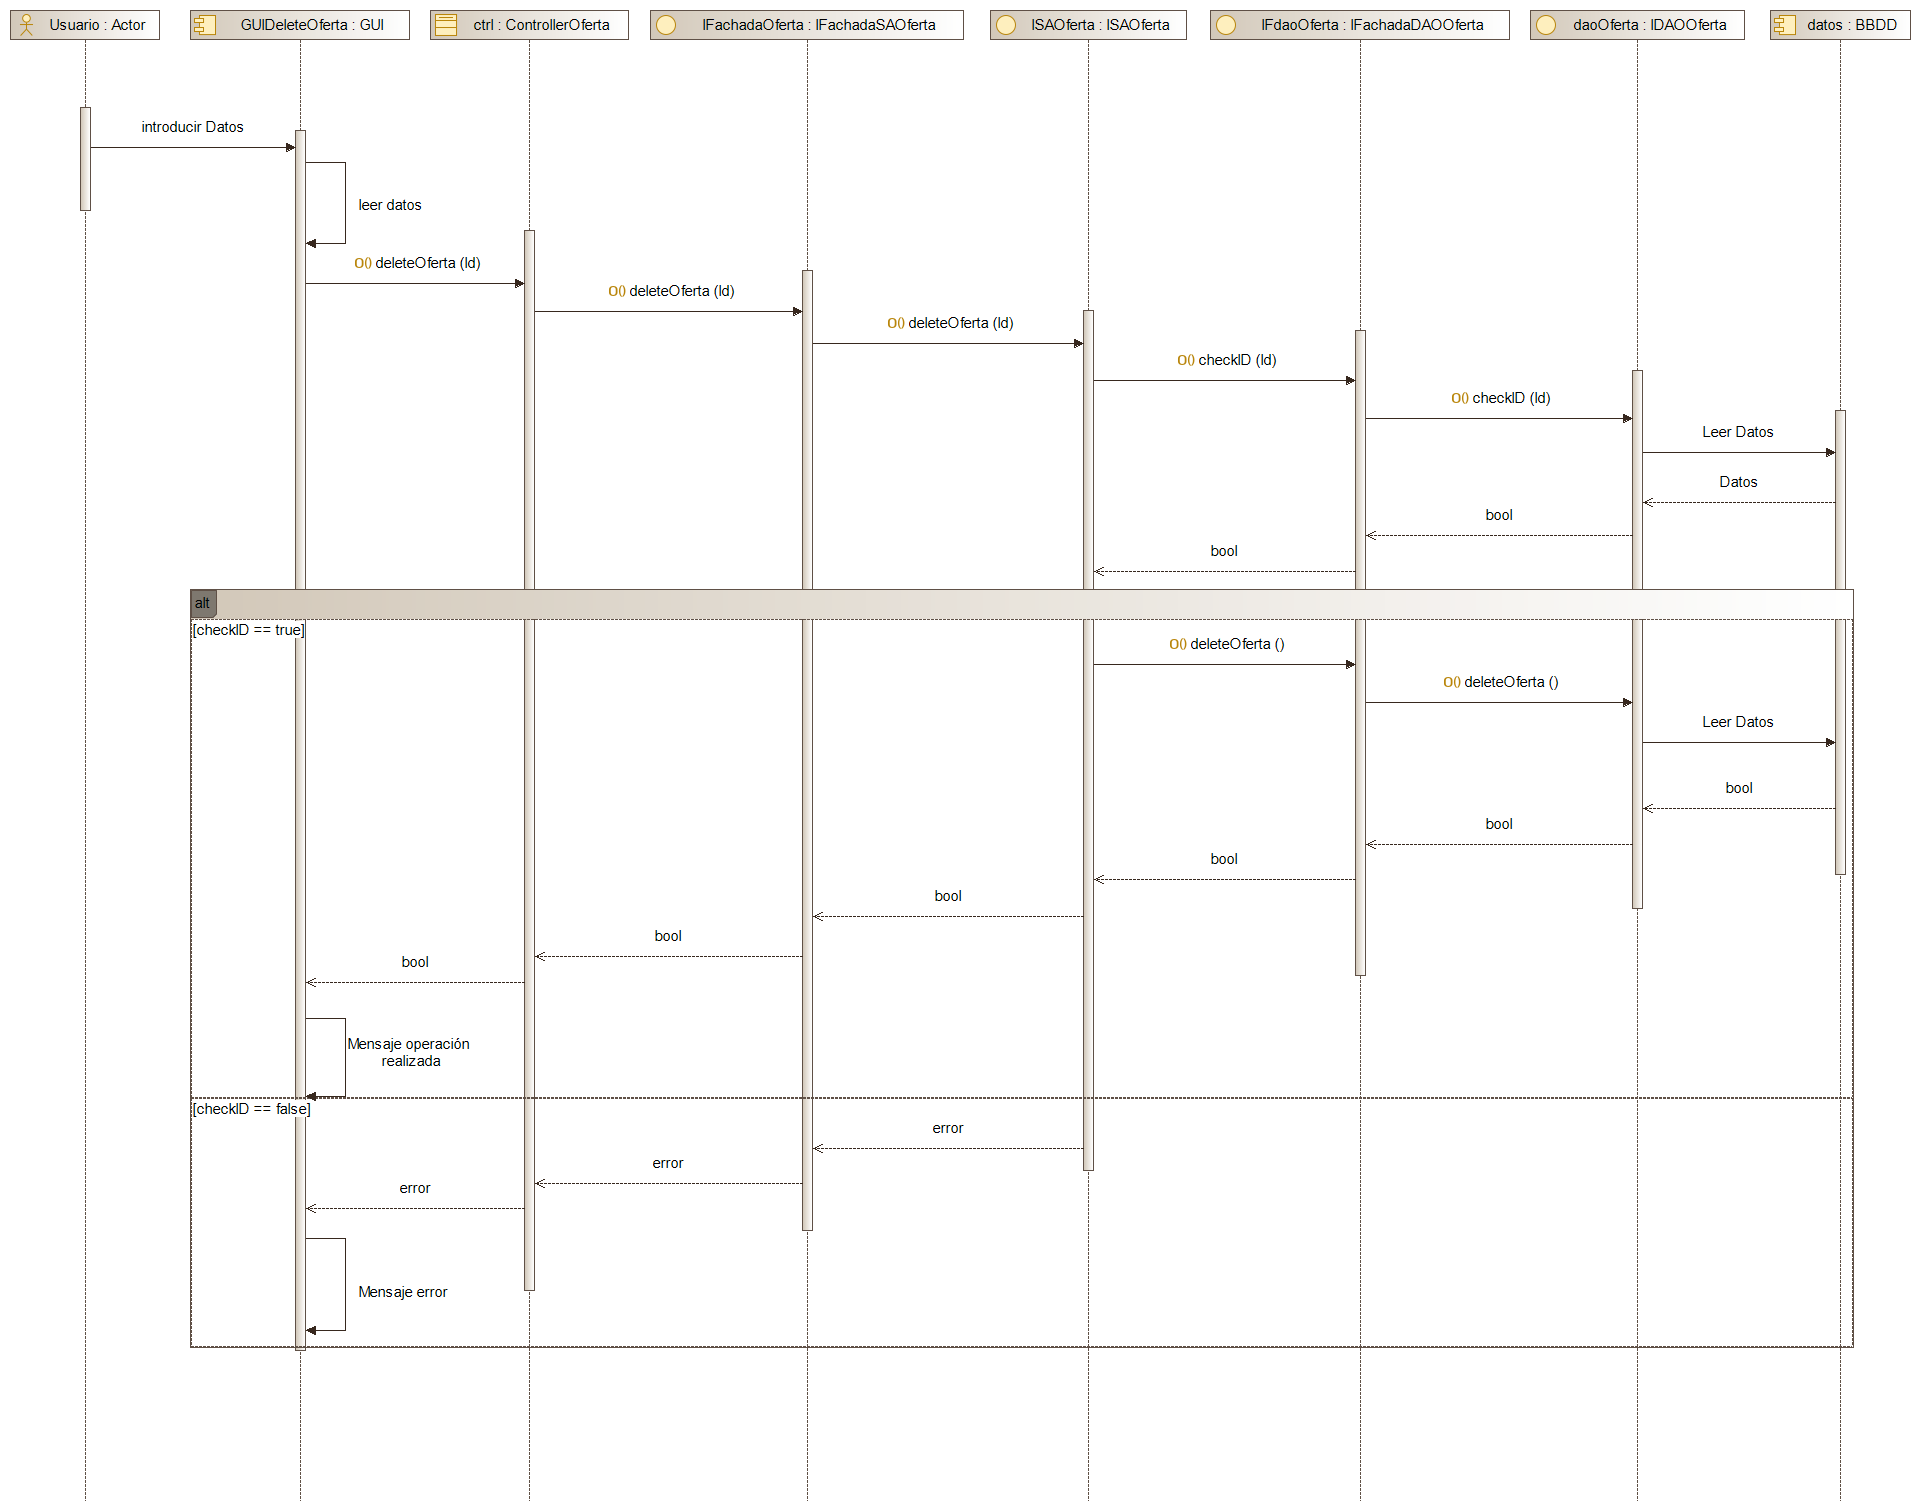 Usuario : Actor
GUIDeleteOferta : GUI
ctrl : ControllerOferta
IFachadaOferta : IFachadaSAOferta
ISAOferta : ISAOferta
IFdaoOferta : IFachadaDAOOferta
daoOferta : IDAOOferta
datos : BBDD
introducir Datos
leer datos
O() deleteOferta (Id)
O() deleteOferta (Id)
O() deleteOferta (Id)
O() checkID (Id)
O() checkID (Id)
Leer Datos
Datos
bool
bool
alt
[checkID == true]
O() deleteOferta ()
O() deleteOferta ()
Leer Datos
bool
bool
bool
bool
bool
bool
Mensaje operación
realizada
[checkID == false]
error
error
error
Mensaje error